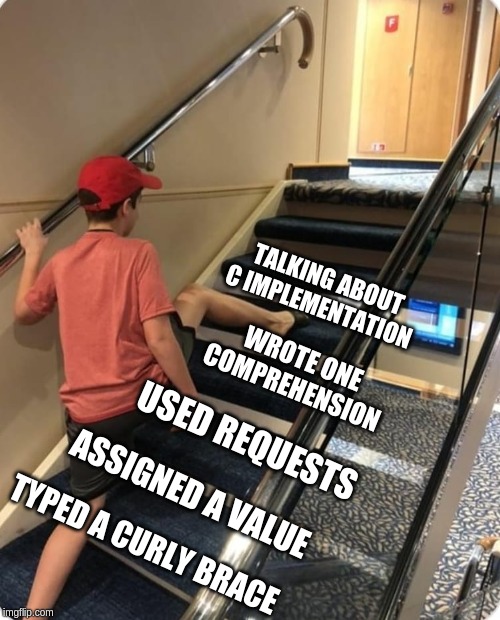 F
TALKING ABOUT
C IMPLEMENTATION
WROTE ONE
COMPREHENSION
USED REQUESTS
ASSIGNED A VALUE
TYPED A CURLY BRACE
imgflip.com